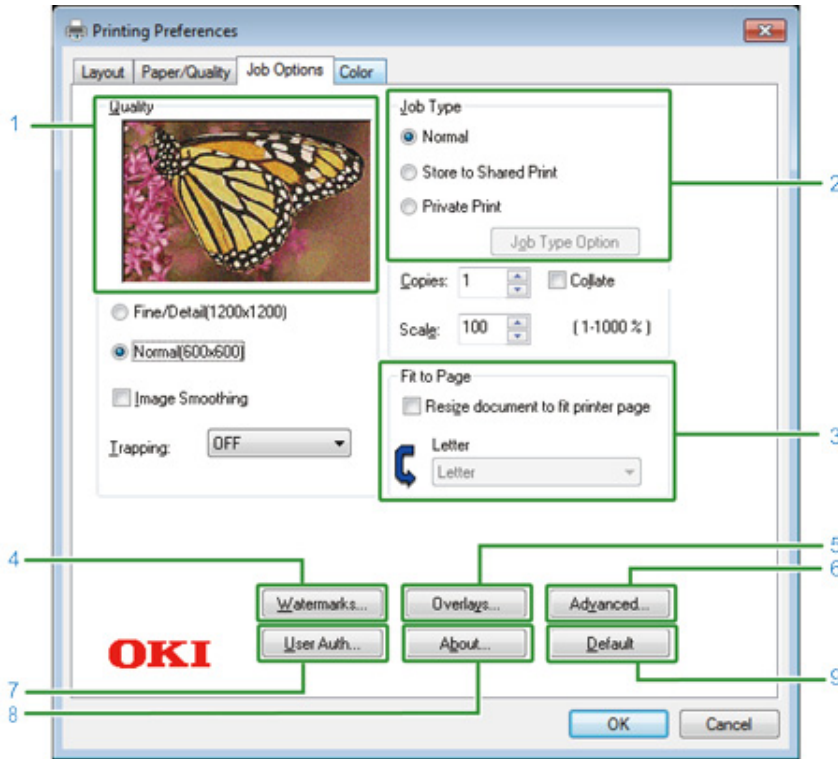 Printing Preferences
Layout Paper/Quality Job Options Color
1
Quality
Job Type
Normal
Store to Shared Print
Private Print
Job Type Option
2
Copies: 1 Collate
Scale: 100 (1-1000 %)
Fine/Detail(1200x1200)
Normal(600x600)
Image Smoothing
Trapping: OFF
Fit to Page
Resize document to fit printer page
Letter
Letter
3
4
5
6
Watermarks... Overlays... Advanced...
OKI
User Auth... About... Default
7
8
9
OK Cancel